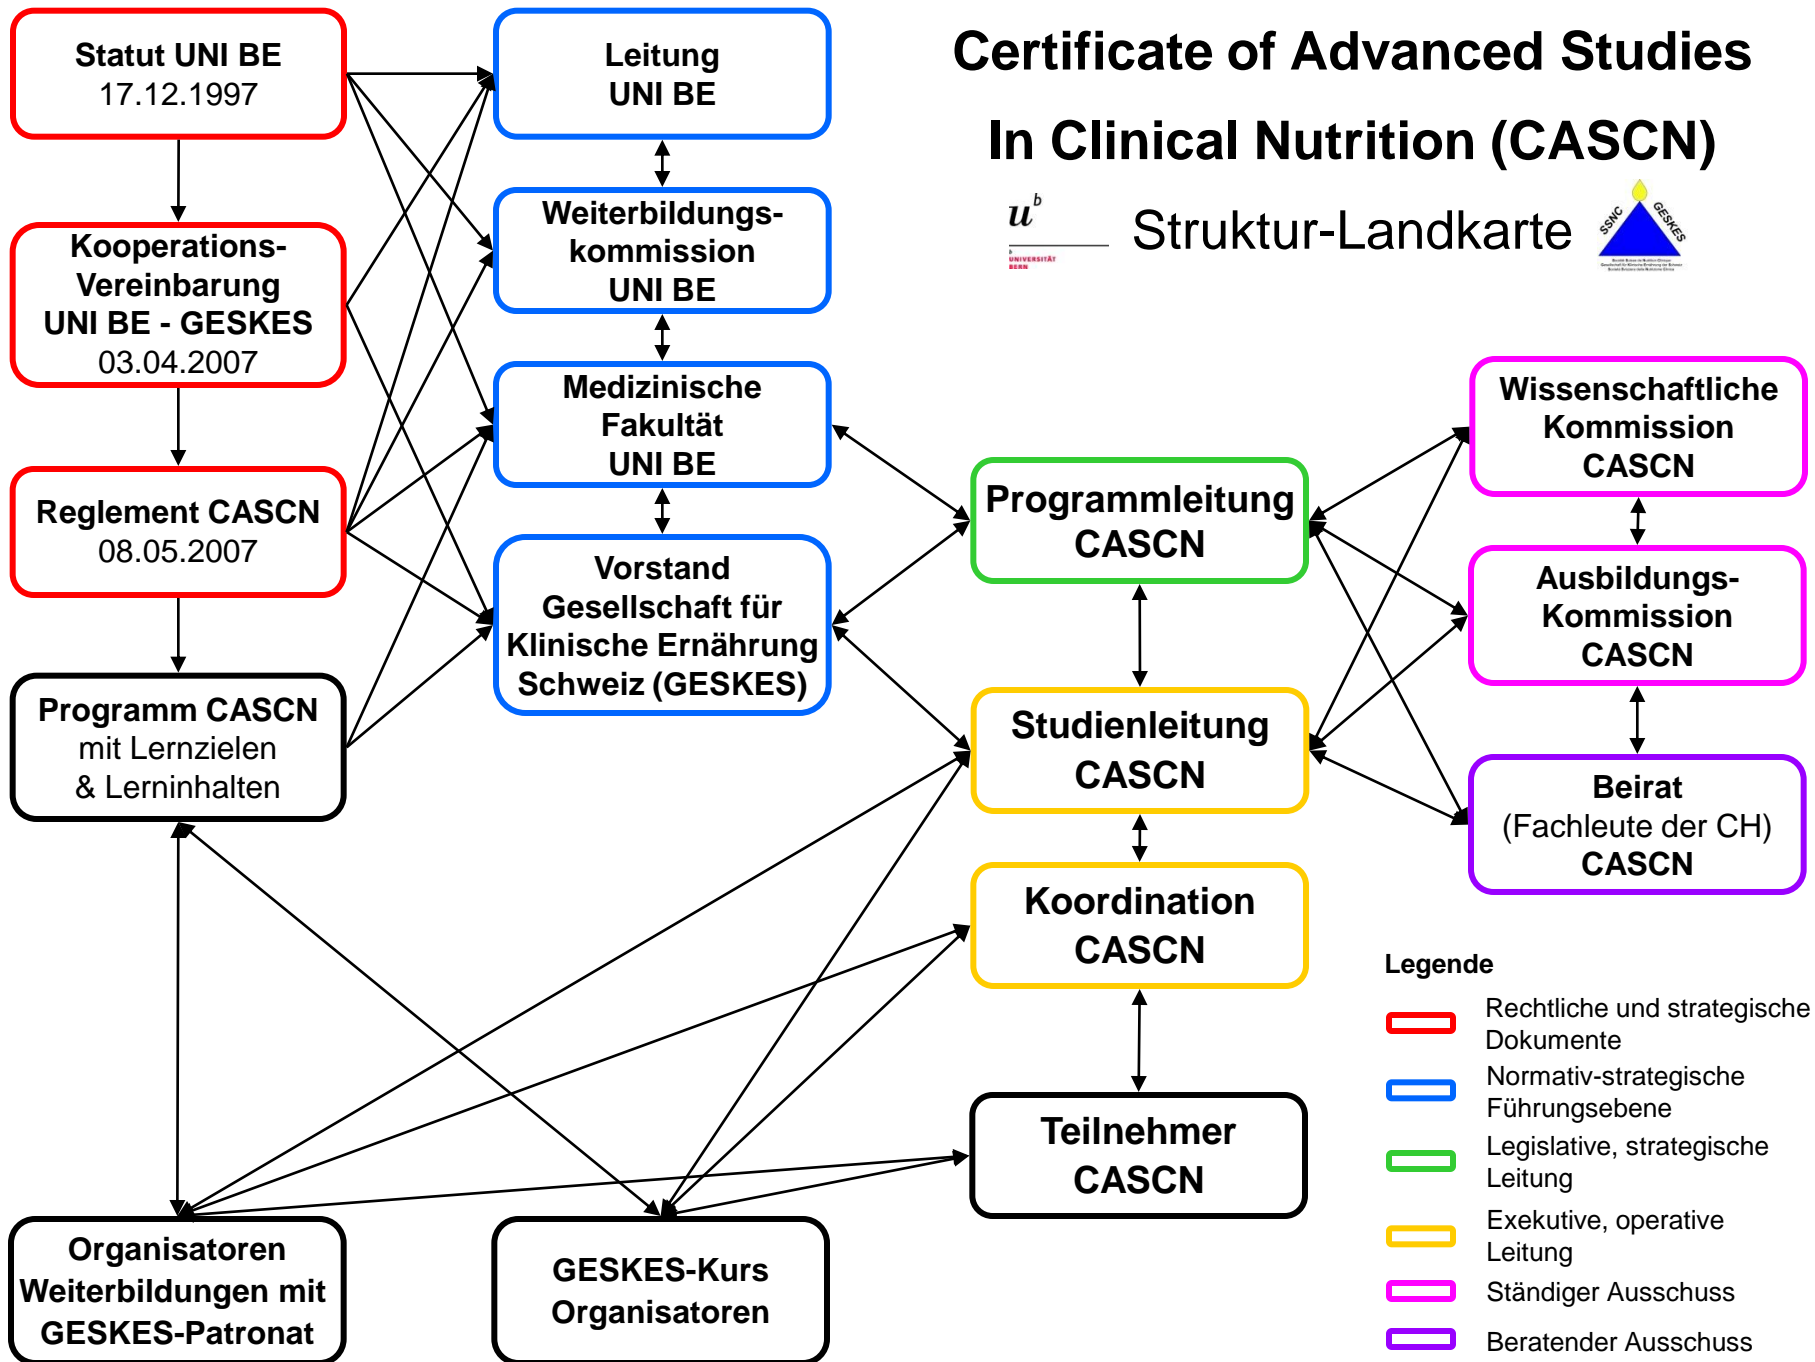 Certificate of Advanced Studies
In Clinical Nutrition (CASCN)
u^b
b
UNIVERSITÄT
BERN
Struktur-Landkarte
SSNC
GESKES
Statut UNI BE
17.12.1997
Kooperations-
Vereinbarung
UNI BE - GESKES
03.04.2007
Reglement CASCN
08.05.2007
Programm CASCN
mit Lernzielen
& Lerninhalten
Organisatoren
Weiterbildungen mit
GESKES-Patronat
Leitung
UNI BE
Weiterbildungs-
kommission
UNI BE
Medizinische
Fakultät
UNI BE
Vorstand
Gesellschaft für
Klinische Ernährung
Schweiz (GESKES)
GESKES-Kurs
Organisatoren
Programmleitung
CASCN
Studienleitung
CASCN
Koordination
CASCN
Teilnehmer
CASCN
Wissenschaftliche
Kommission
CASCN
Ausbildungs-
Kommission
CASCN
Beirat
(Fachleute der CH)
CASCN
Legende
Rechtliche und strategische
Dokumente
Normativ-strategische
Führungsebene
Legislative, strategische
Leitung
Exekutive, operative
Leitung
Ständiger Ausschuss
Beratender Ausschuss